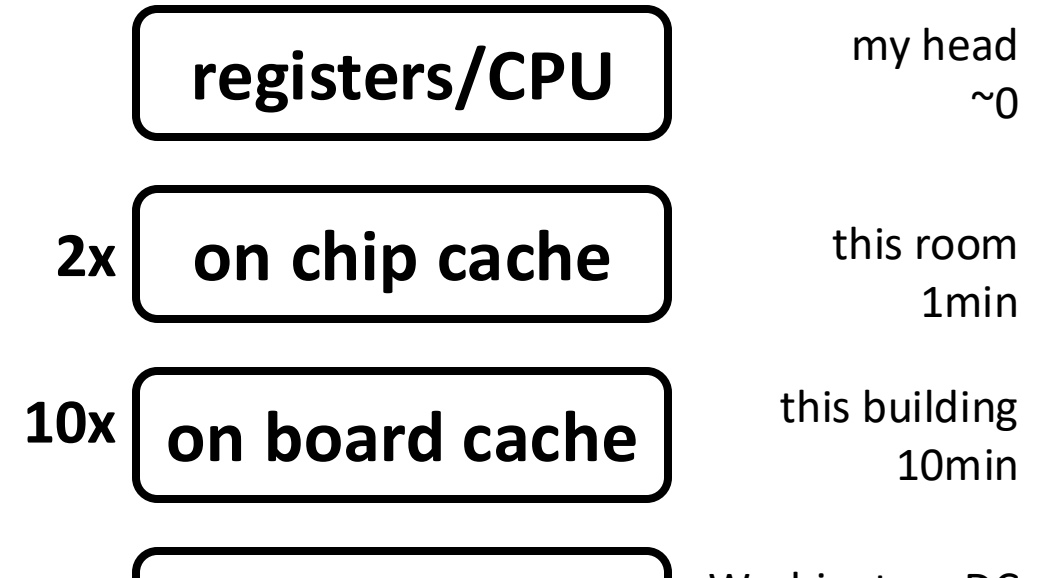 registers/CPU
my head
~0
2x
on chip cache
this room
1min
10x
on board cache
this building
10min